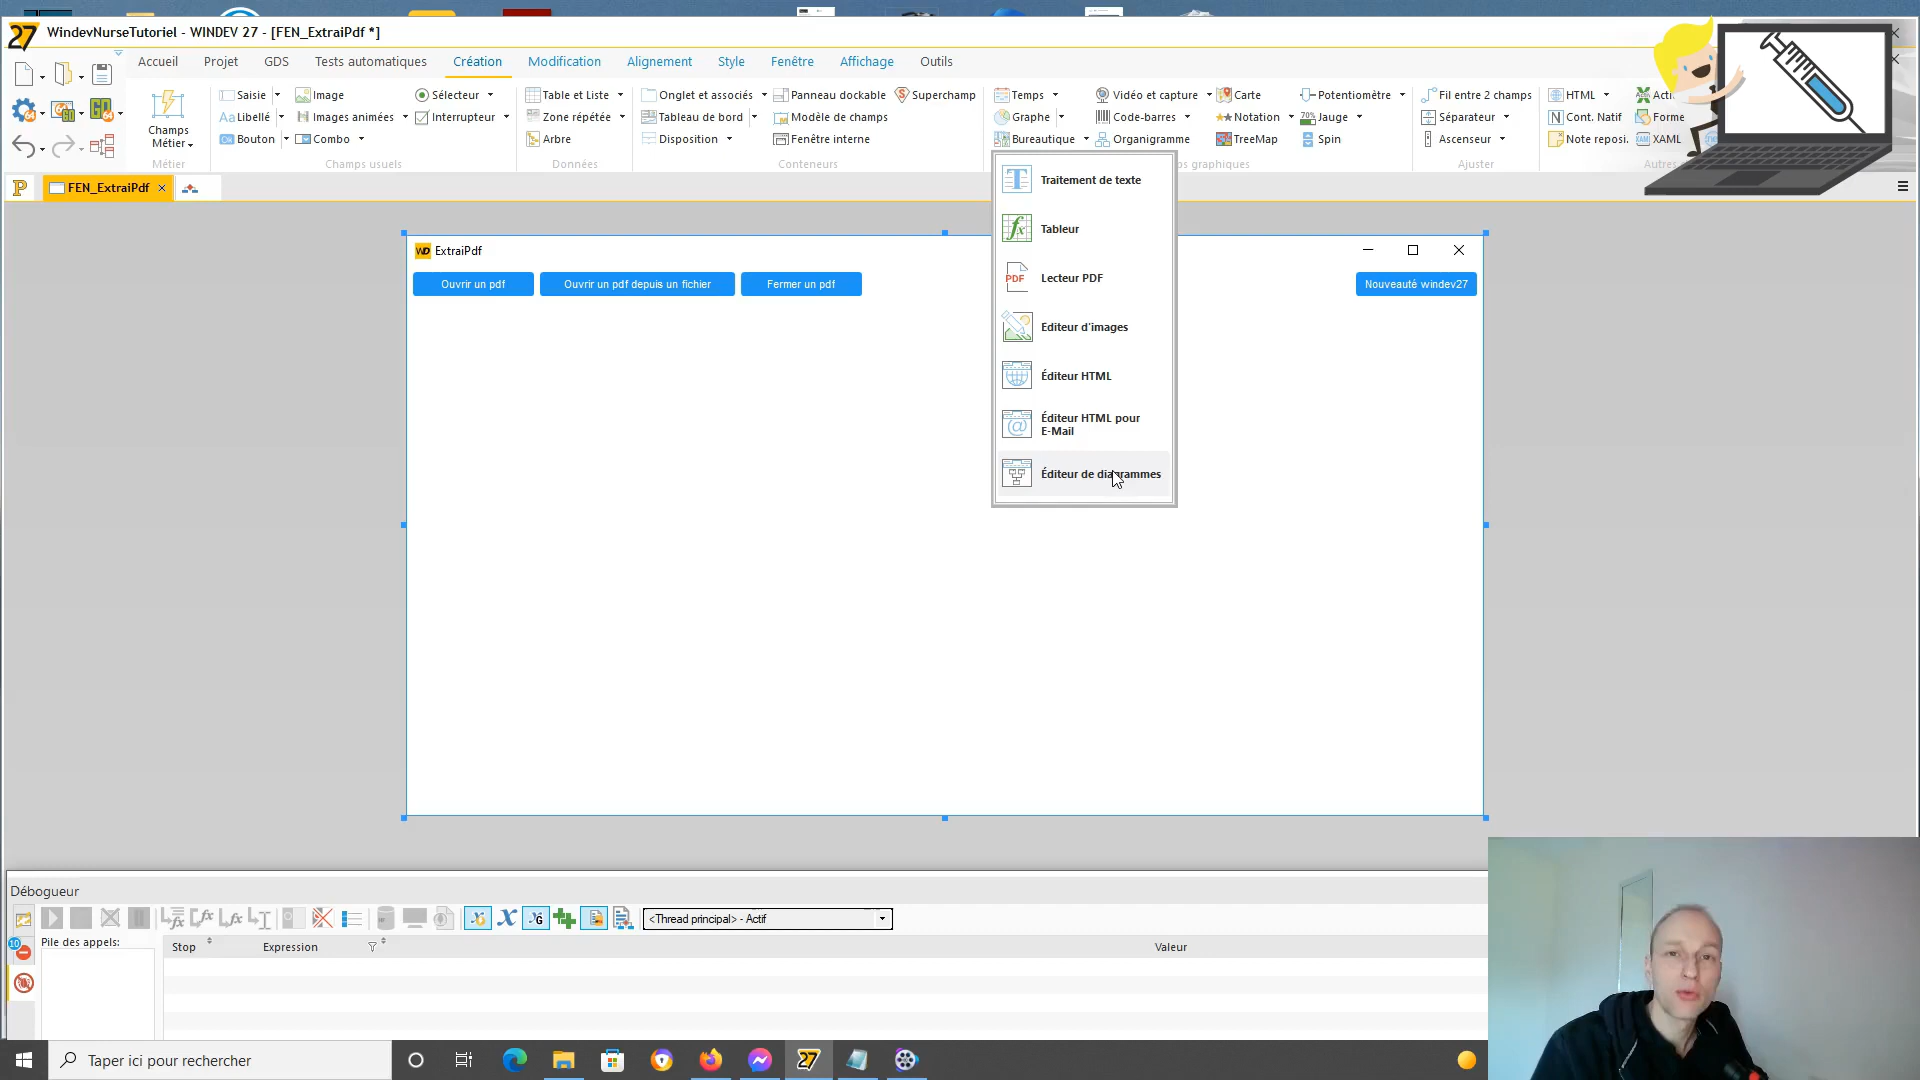 27 WindevNurseTutoriel - WINDEV 27 - [FEN_ExtraiPdf *]
Accueil Projet GDS Tests automatiques Création Modification Alignement Style Fenêtre Affichage Outils
Saisie Image Sélecteur Table et Liste Onglet et associés Panneau dockable Superchamp Temps Vidéo et capture Carte Potentiomètre Fil entre 2 champs HTML
Libellé Images animées Interrupteur Zone répétée Tableau de bord Modèle de champs Graphe Code-barres Notation Jauge Séparateur Cont. Natif Forme
Bouton Combo Arbre Disposition Fenêtre interne Bureautique Organigramme TreeMap Spin Ascenseur Note reposi. XAML
Champs
Métier
Métier Champs usuels Données Conteneurs graphiques Ajuster
FEN_ExtraiPdf
Traitement de texte
Tableur
Lecteur PDF
Editeur d'images
Éditeur HTML
Éditeur HTML pour
E-Mail
Éditeur de diagrammes
WD ExtraiPdf
Ouvrir un pdf Ouvrir un pdf depuis un fichier Fermer un pdf Nouveauté windev27
Débogueur
<Thread principal> - Actif
Pile des appels: Stop Expression Valeur
10
Taper ici pour rechercher
27